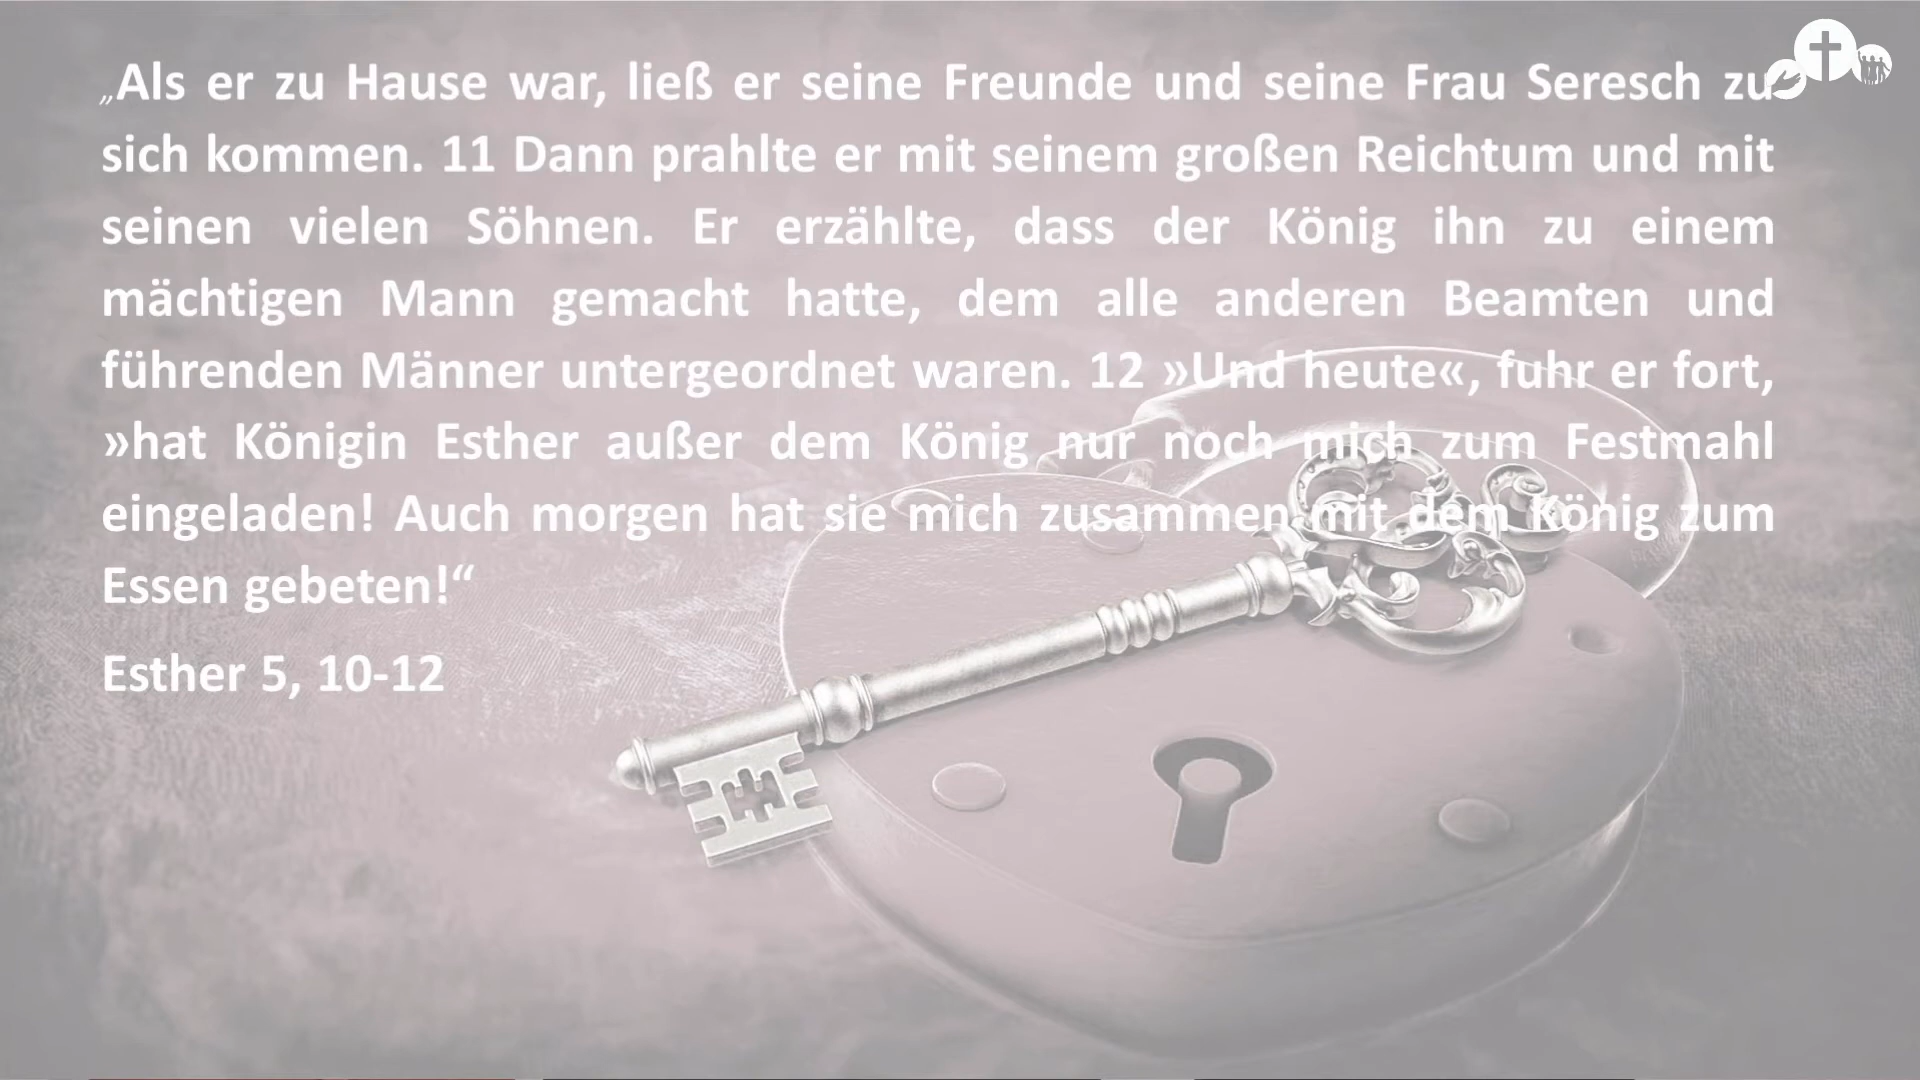 „Als er zu Hause war, ließ er seine Freunde und seine Frau Seresch zu
sich kommen. 11 Dann prahlte er mit seinem großen Reichtum und mit
seinen vielen Söhnen. Er erzählte, dass der König ihn zu einem
mächtigen Mann gemacht hatte, dem alle anderen Beamten und
führenden Männer untergeordnet waren. 12 »Und heute«, fuhr er fort,
»hat Königin Esther außer dem König nur noch mich zum Festmahl
eingeladen! Auch morgen hat sie mich zusammen mit dem König zum
Essen gebeten!“
Esther 5, 10-12